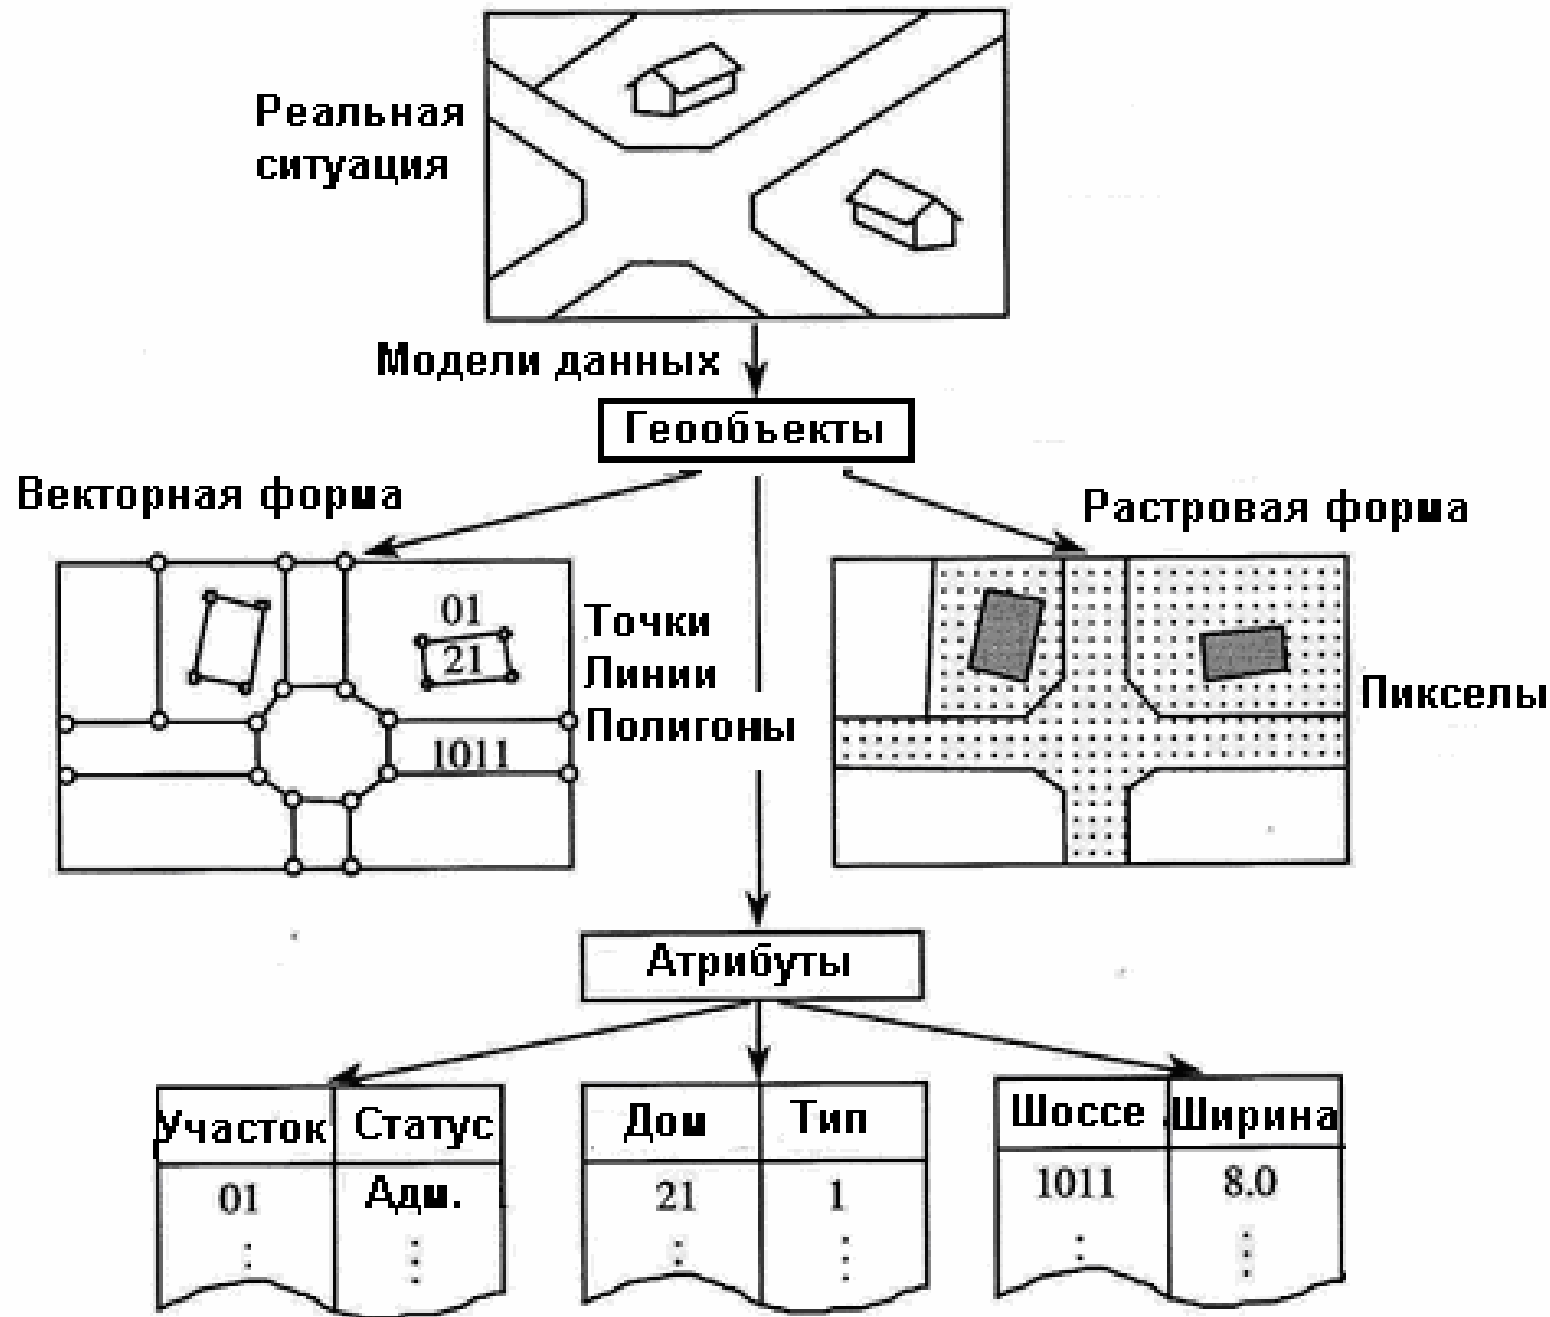 Реальная
ситуация
Модели данных
Геообъекты
Векторная форма
Растровая форма
01
21
1011
Точки
Линии
Полигоны
Пикселы
Атрибуты
Участок Статус
01 Адм.
Дом Тип
21 1
Шоссе Ширина
1011 8.0